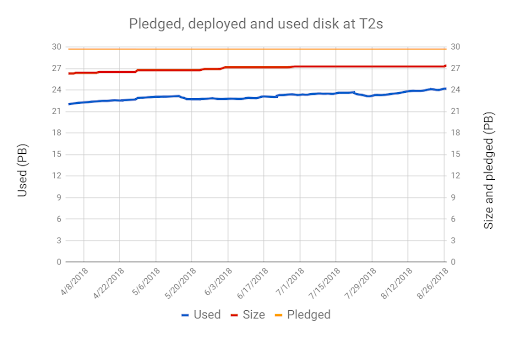 Pledged, deployed and used disk at T2s
30 30
27 27
24 24
21 21
18 18
15 15
12 12
9 9
6 6
3 3
0 0
Used (PB)
Size and pledged (PB)
4/8/2018 4/22/2018 5/6/2018 5/20/2018 6/3/2018 6/17/2018 7/1/2018 7/15/2018 7/29/2018 8/12/2018 8/26/2018
Used Size Pledged